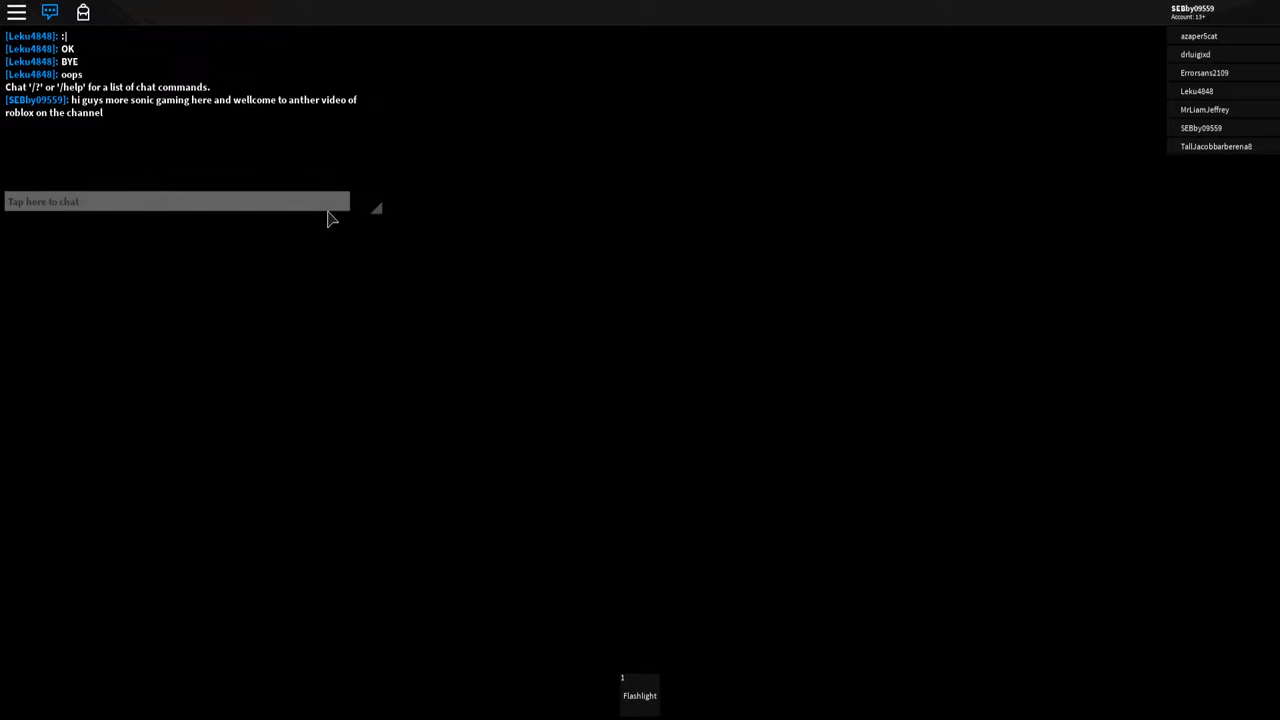 SEBby09559
Account: 13+
[Leku4848]: :|
[Leku4848]: OK
[Leku4848]: BYE
[Leku4848]: oops
Chat '/?' or '/help' for a list of chat commands.
[SEBby09559]: hi guys more sonic gaming here and wellcome to anther video of
roblox on the channel
Tap here to chat
azaper5cat
drluigixd
Errorsans2109
Leku4848
MrLiamJeffrey
SEBby09559
TallJacobbarberena8
1
Flashlight